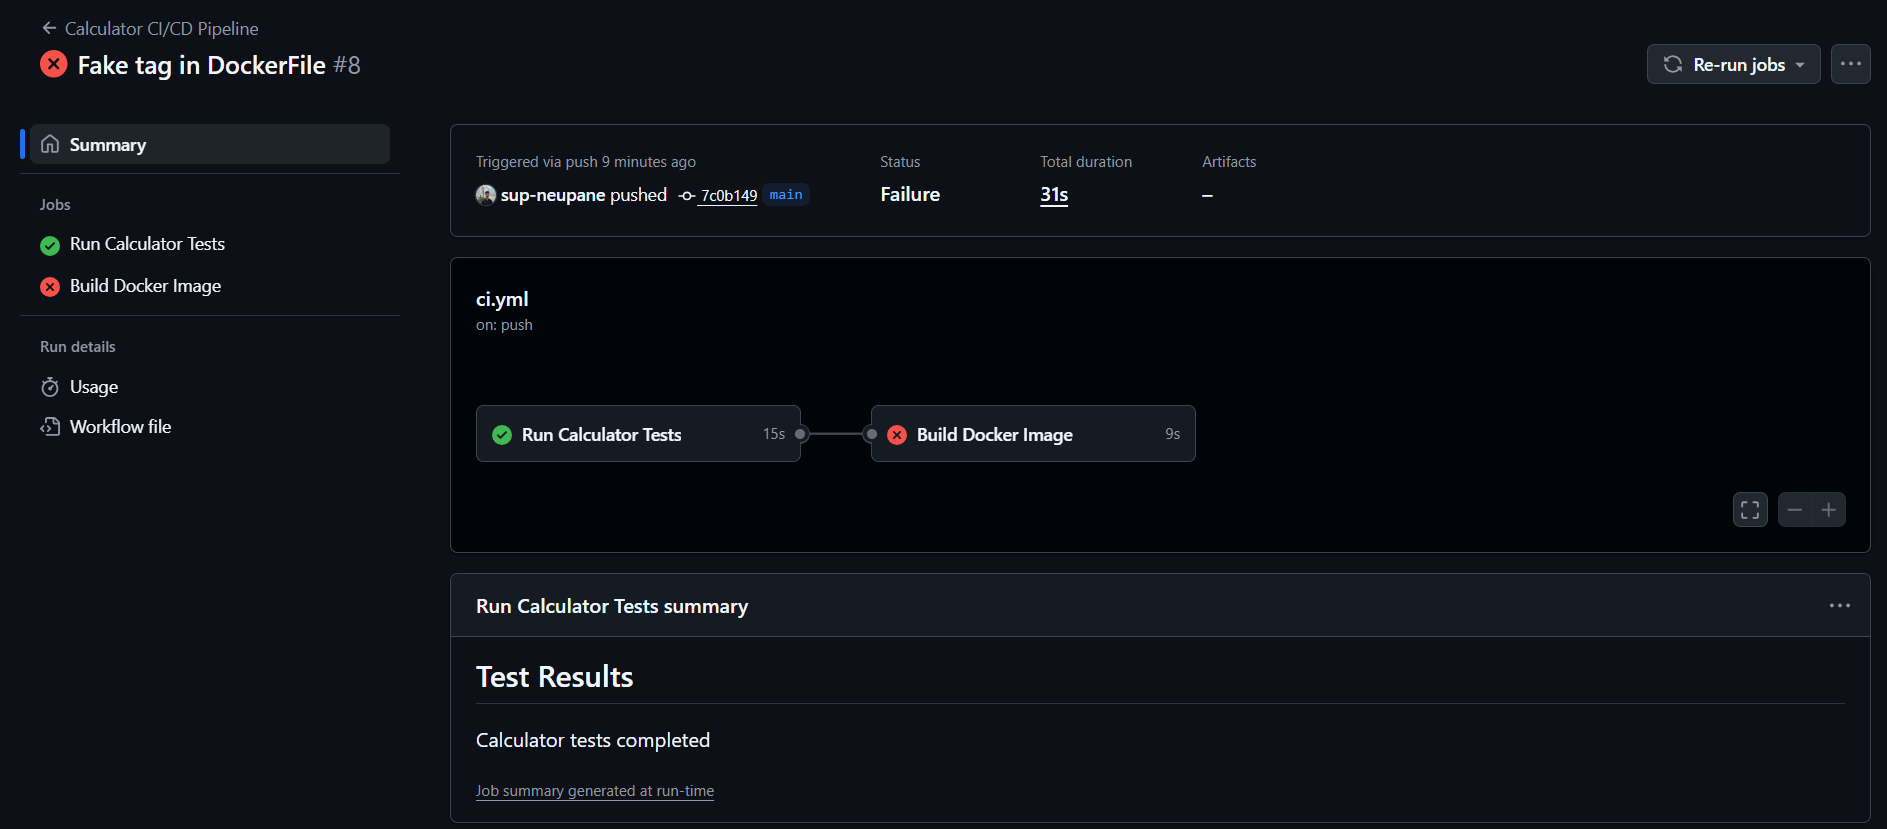 Calculator CI/CD Pipeline
Fake tag in DockerFile #8
Re-run jobs
Summary
Jobs
Run Calculator Tests
Build Docker Image
Run details
Usage
Workflow file
Triggered via push 9 minutes ago
sup-neupane pushed 7c0b149 main
Status
Failure
Total duration
31s
Artifacts
–
ci.yml
on: push
Run Calculator Tests 15s
Build Docker Image 9s
Run Calculator Tests summary
Test Results
Calculator tests completed
Job summary generated at run-time